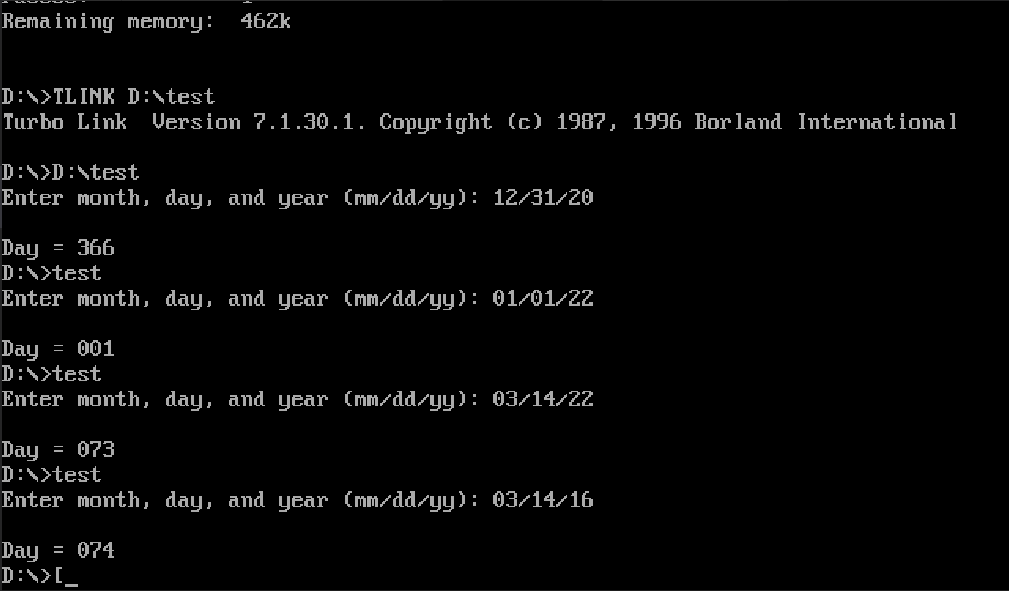 Remaining memory:  462k
D:\>TLINK D:\test
Turbo Link  Version 7.1.30.1. Copyright (c) 1987, 1996 Borland International
D:\>D:\test
Enter month, day, and year (mm/dd/yy): 12/31/20
Day = 366
D:\>test
Enter month, day, and year (mm/dd/yy): 01/01/22
Day = 001
D:\>test
Enter month, day, and year (mm/dd/yy): 03/14/22
Day = 073
D:\>test
Enter month, day, and year (mm/dd/yy): 03/14/16
Day = 074
D:\>[_